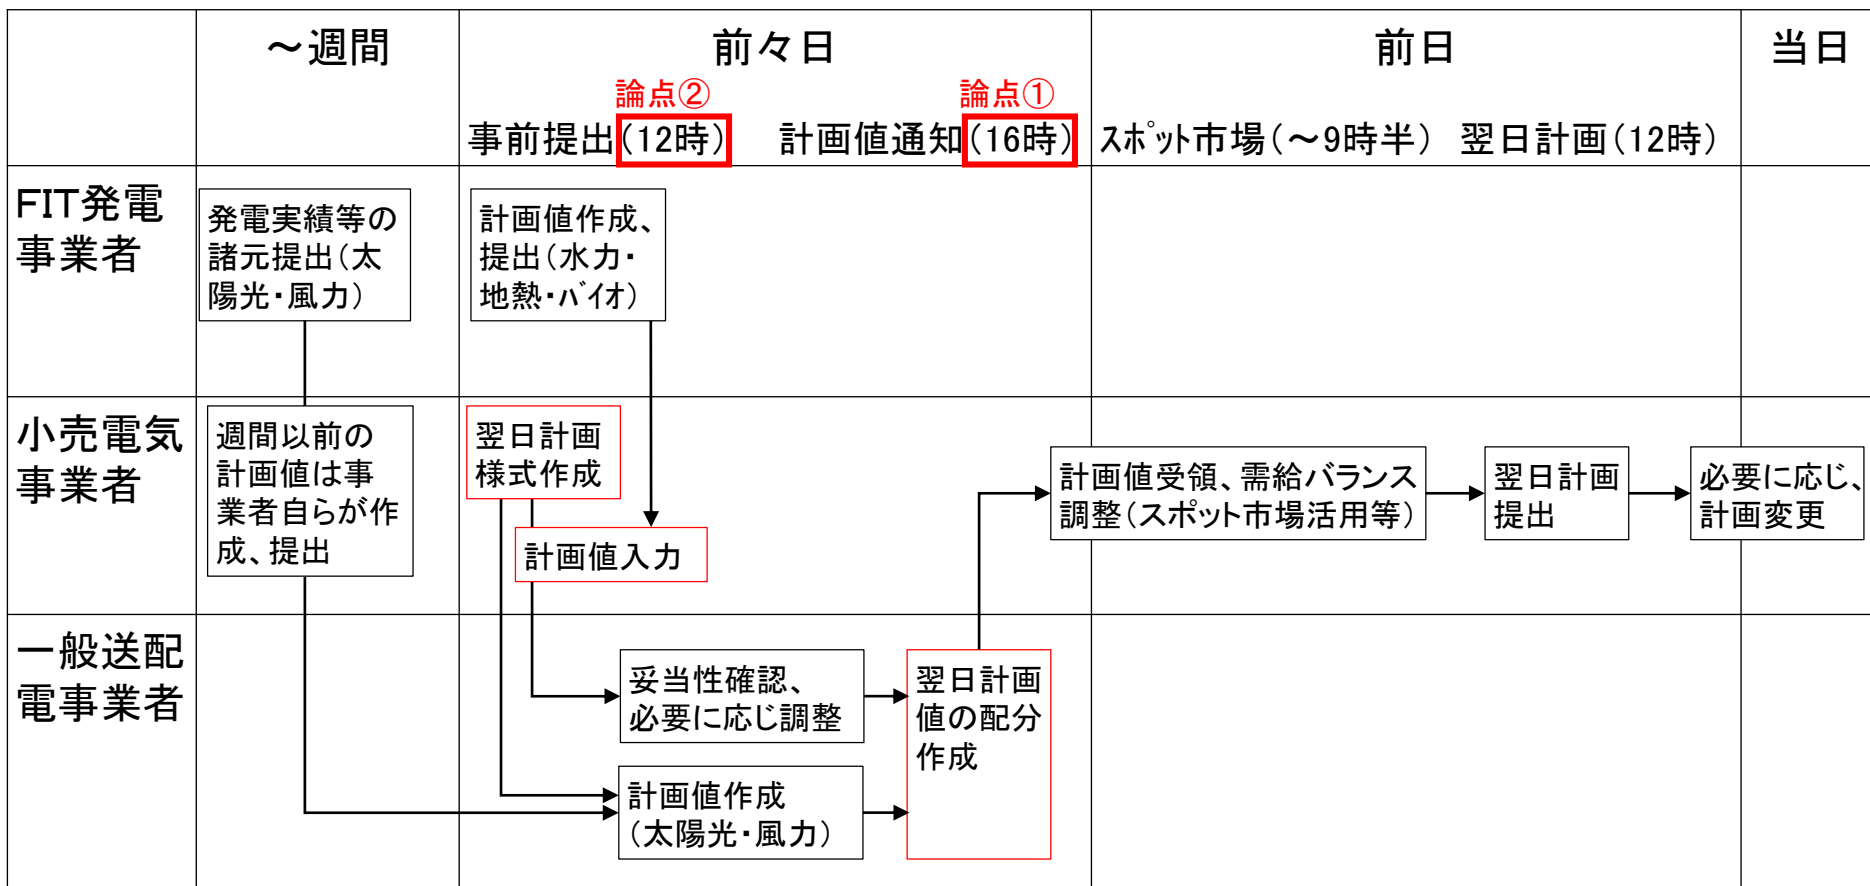 ～週間
前々日
前日
当日
論点②
論点①
事前提出(12時)
計画値通知(16時)
ｽﾎﾟｯﾄ市場(～9時半)
翌日計画(12時)
FIT発電
事業者
発電実績等の
諸元提出(太
陽光・風力)
計画値作成、
提出(水力・
地熱・ﾊﾞｲｵ)
小売電気
事業者
週間以前の
計画値は事
業者自らが作
成、提出
翌日計画
様式作成
計画値入力
計画値受領、需給バランス
調整(スポット市場活用等)
翌日計画
提出
必要に応じ、
計画変更
一般送配
電事業者
妥当性確認、
必要に応じ調整
翌日計画
値の配分
作成
計画値作成
(太陽光・風力)